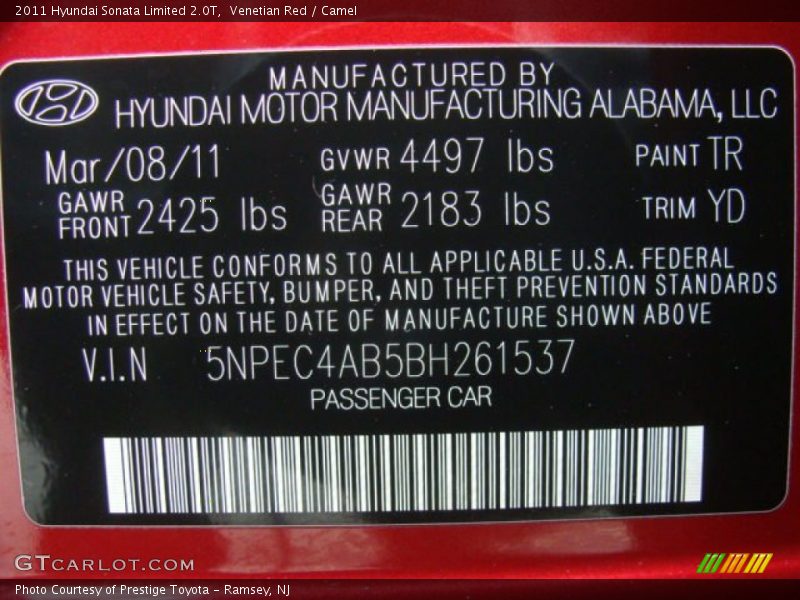 2011 Hyundai Sonata Limited 2.0T, Venetian Red / Camel
MANUFACTURED BY
HYUNDAI MOTOR MANUFACTURING ALABAMA, LLC
Mar/08/11 GVWR 4497 lbs PAINT TR
GAWR FRONT 2425 lbs GAWR REAR 2183 lbs TRIM YD
THIS VEHICLE CONFORMS TO ALL APPLICABLE U.S.A. FEDERAL
MOTOR VEHICLE SAFETY, BUMPER, AND THEFT PREVENTION STANDARDS
IN EFFECT ON THE DATE OF MANUFACTURE SHOWN ABOVE
V.I.N 5NPEC4AB5BH261537
PASSENGER CAR
GTCARLOT.COM
Photo Courtesy of Prestige Toyota - Ramsey, NJ